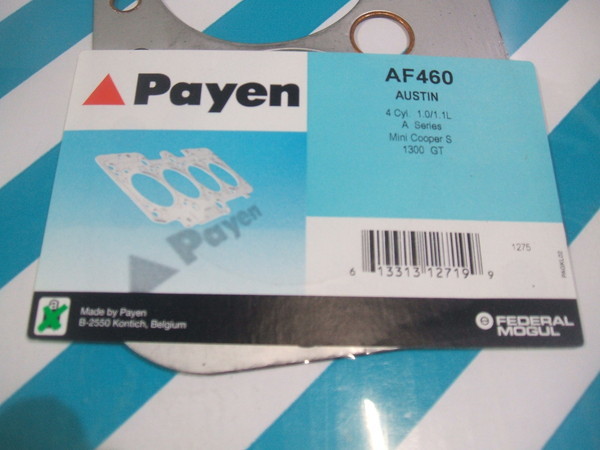 Payen
AF460
AUSTIN
4 Cyl 1.0/1.1L
A Series
Mini Cooper S
1300 GT
Payen
1275
6 13313 12719 9
Made by Payen
B-2550 Kontich, Belgium
FEDERAL
MOGUL